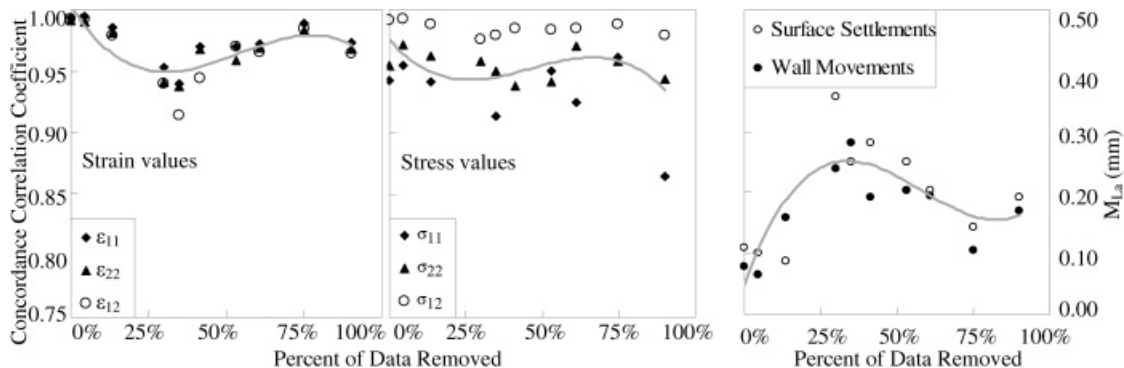 Concordance Correlation Coefficient
1.00
0.95
0.90
0.85
0.80
0.75
Strain values
ε11
ε22
ε12
0% 25% 50% 75% 100%
Stress values
σ11
σ22
σ12
0% 25% 50% 75% 100%
Percent of Data Removed
Surface Settlements
Wall Movements
0.50
0.40
0.30
0.20
0.10
0.00
MLa (mm)
0% 25% 50% 75% 100%
Percent of Data Removed